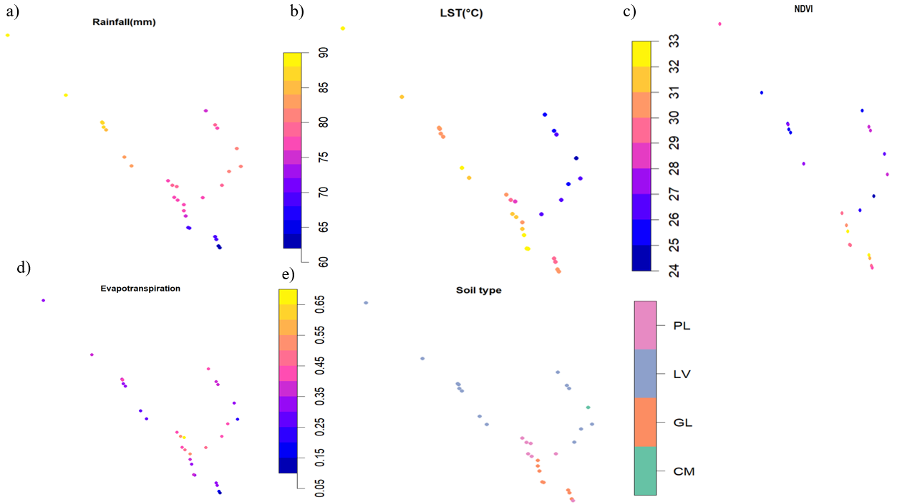 a)
Rainfall(mm)
90
85
80
75
70
65
60
b)
LST(°C)
33
32
31
30
29
28
27
26
25
24
c)
NDVI
d)
Evapotranspiration
0.65
0.55
0.45
0.35
0.25
0.15
0.05
e)
Soil type
PL
LV
GL
CM